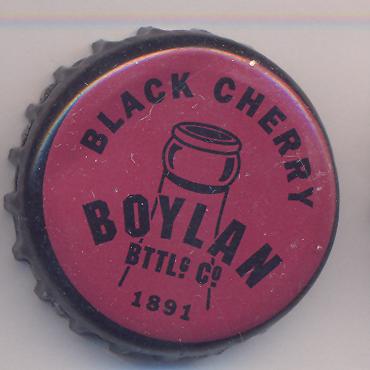 BLACK CHERRY
BOYLAN
BTTLG CO
1891